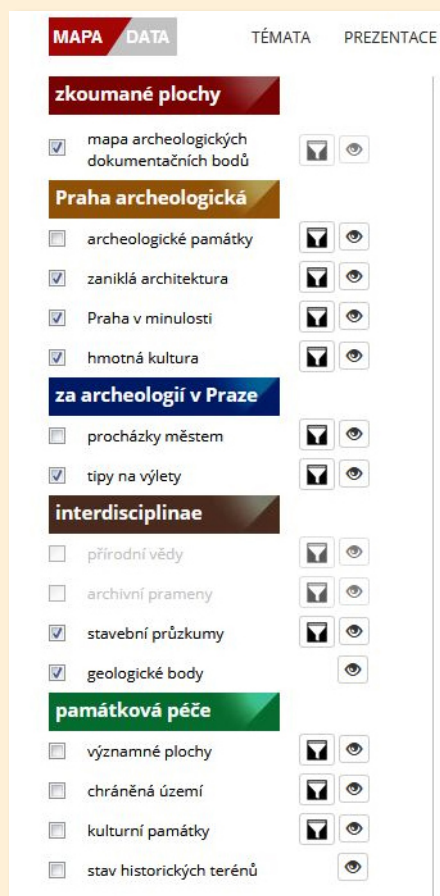 MAPA DATA TÉMATA PREZENTACE
zkoumané plochy
mapa archeologických
dokumentačních bodů
Praha archeologická
archeologické památky
zaniklá architektura
Praha v minulosti
hmotná kultura
za archeologií v Praze
procházky městem
tipy na výlety
interdisciplinae
přírodní vědy
archivní prameny
stavební průzkumy
geologické body
památková péče
významné plochy
chráněná území
kulturní památky
stav historických terénů